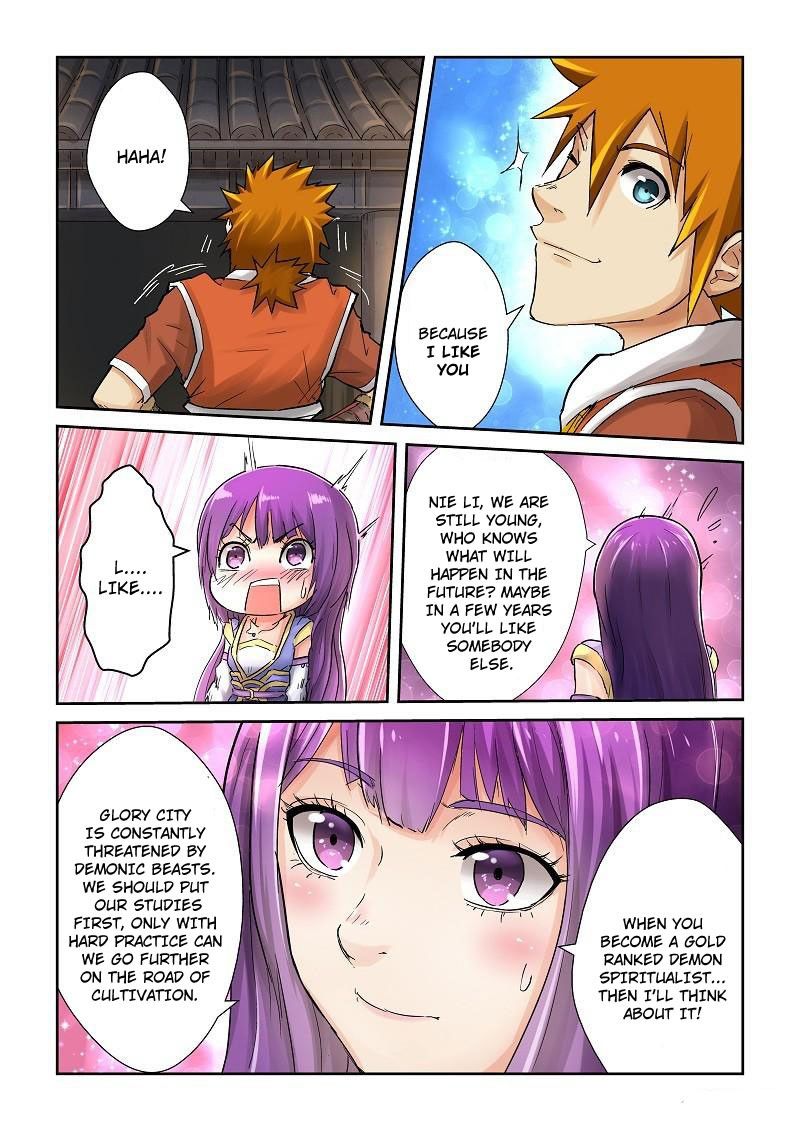 HAHA!
BECAUSE
I LIKE
YOU
L....
LIKE....
NIE LI, WE ARE
STILL YOUNG,
WHO KNOWS
WHAT WILL
HAPPEN IN THE
FUTURE? MAYBE
IN A FEW YEARS
YOU'LL LIKE
SOMEBODY
ELSE.
GLORY CITY
IS CONSTANTLY
THREATENED BY
DEMONIC BEASTS.
WE SHOULD PUT
OUR STUDIES
FIRST, ONLY WITH
HARD PRACTICE CAN
WE GO FURTHER
ON THE ROAD OF
CULTIVATION.
WHEN YOU
BECOME A GOLD
RANKED DEMON
SPIRITUALIST...
THEN I'LL THINK
ABOUT IT!